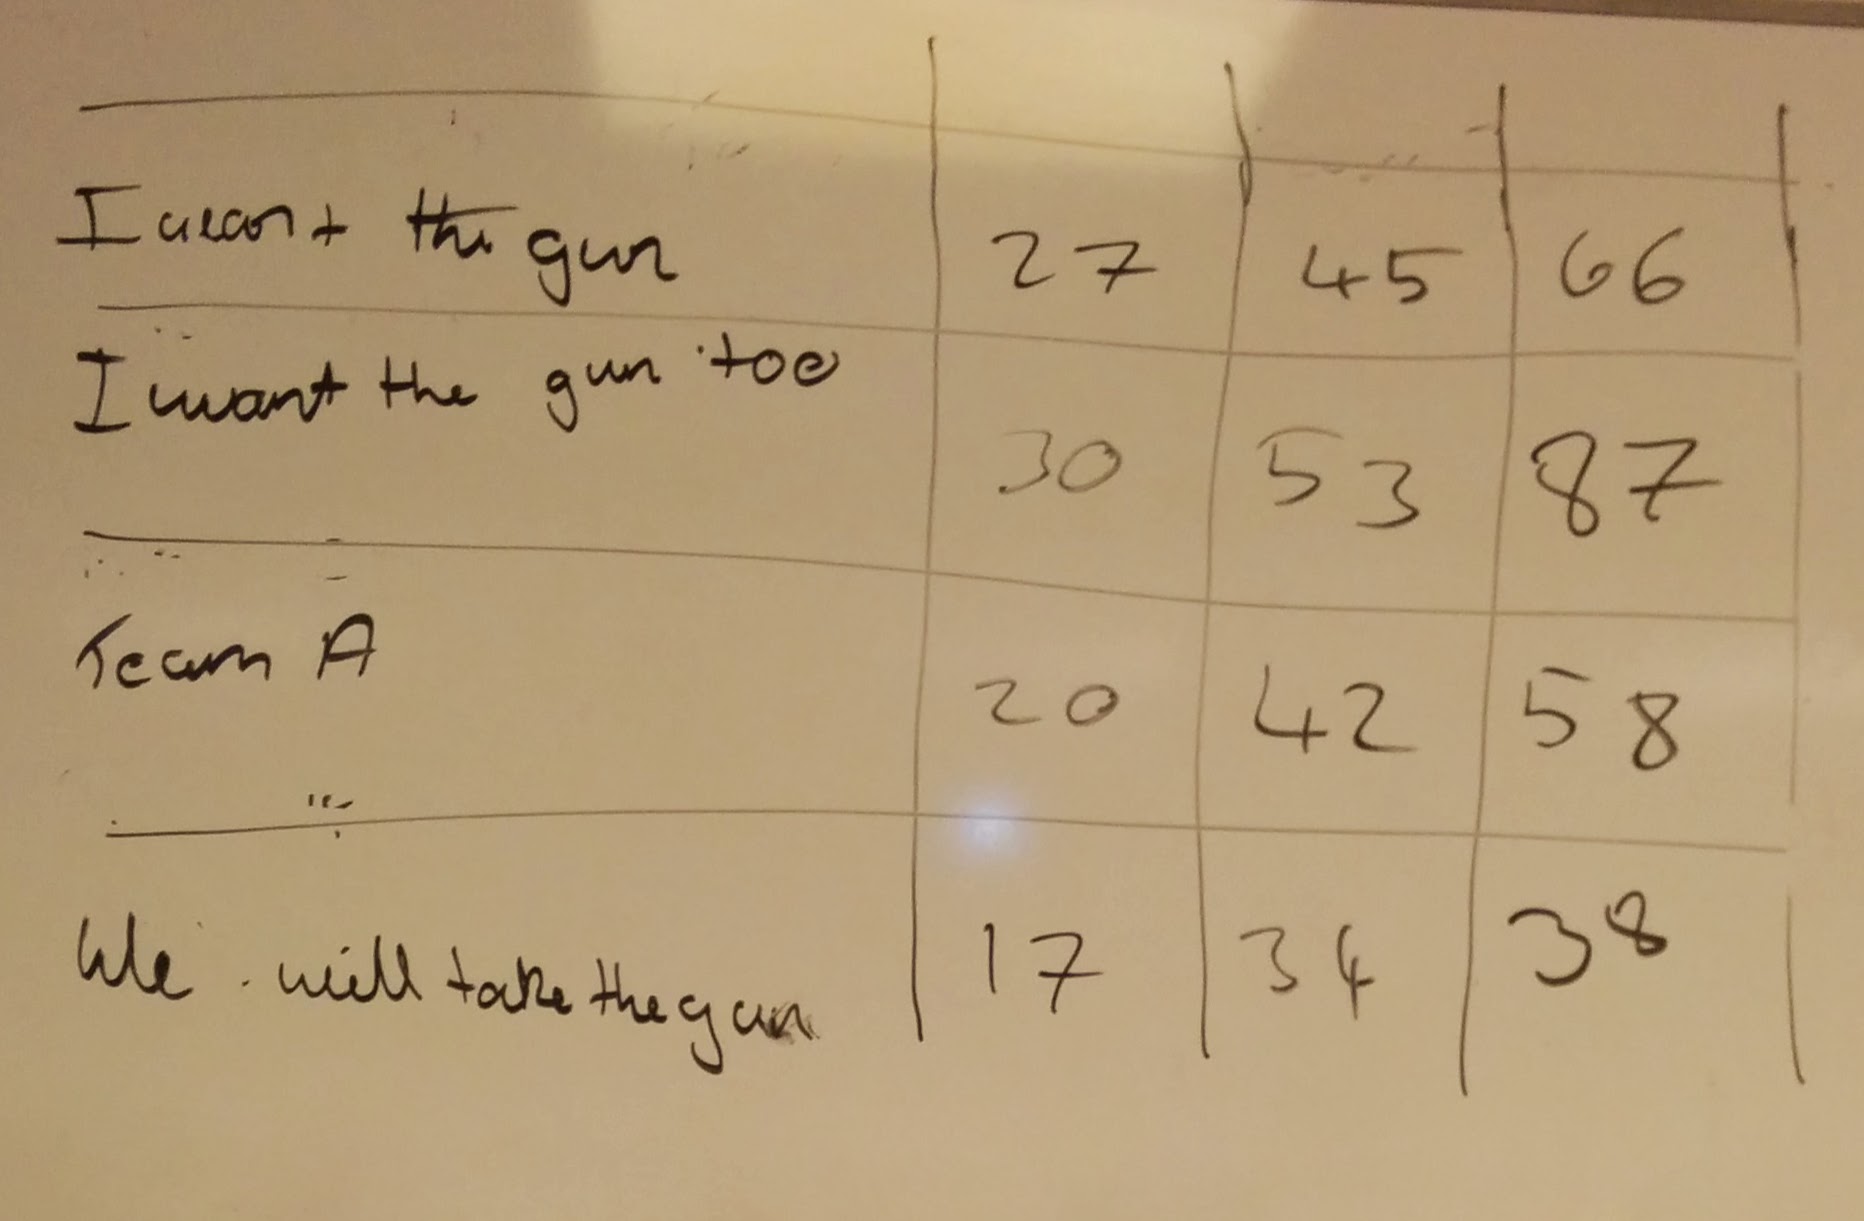 I want the gun 27 45 66
I want the gun too 30 53 87
Team A 20 42 58
We will take the gun 17 34 38